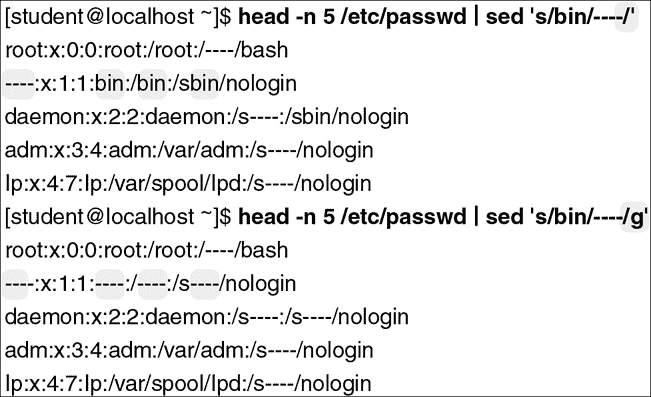 [student@localhost ~]$ head -n 5 /etc/passwd | sed 's/bin/----/'
root:x:0:0:root:/root:/----/bash
----:x:1:1:bin:/bin:/sbin/nologin
daemon:x:2:2:daemon:/s----:/sbin/nologin
adm:x:3:4:adm:/var/adm:/s----/nologin
lp:x:4:7:lp:/var/spool/lpd:/s----/nologin
[student@localhost ~]$ head -n 5 /etc/passwd | sed 's/bin/----/g'
root:x:0:0:root:/root:/----/bash
----:x:1:1:----:/----:/s----/nologin
daemon:x:2:2:daemon:/s----:/s----/nologin
adm:x:3:4:adm:/var/adm:/s----/nologin
lp:x:4:7:lp:/var/spool/lpd:/s----/nologin